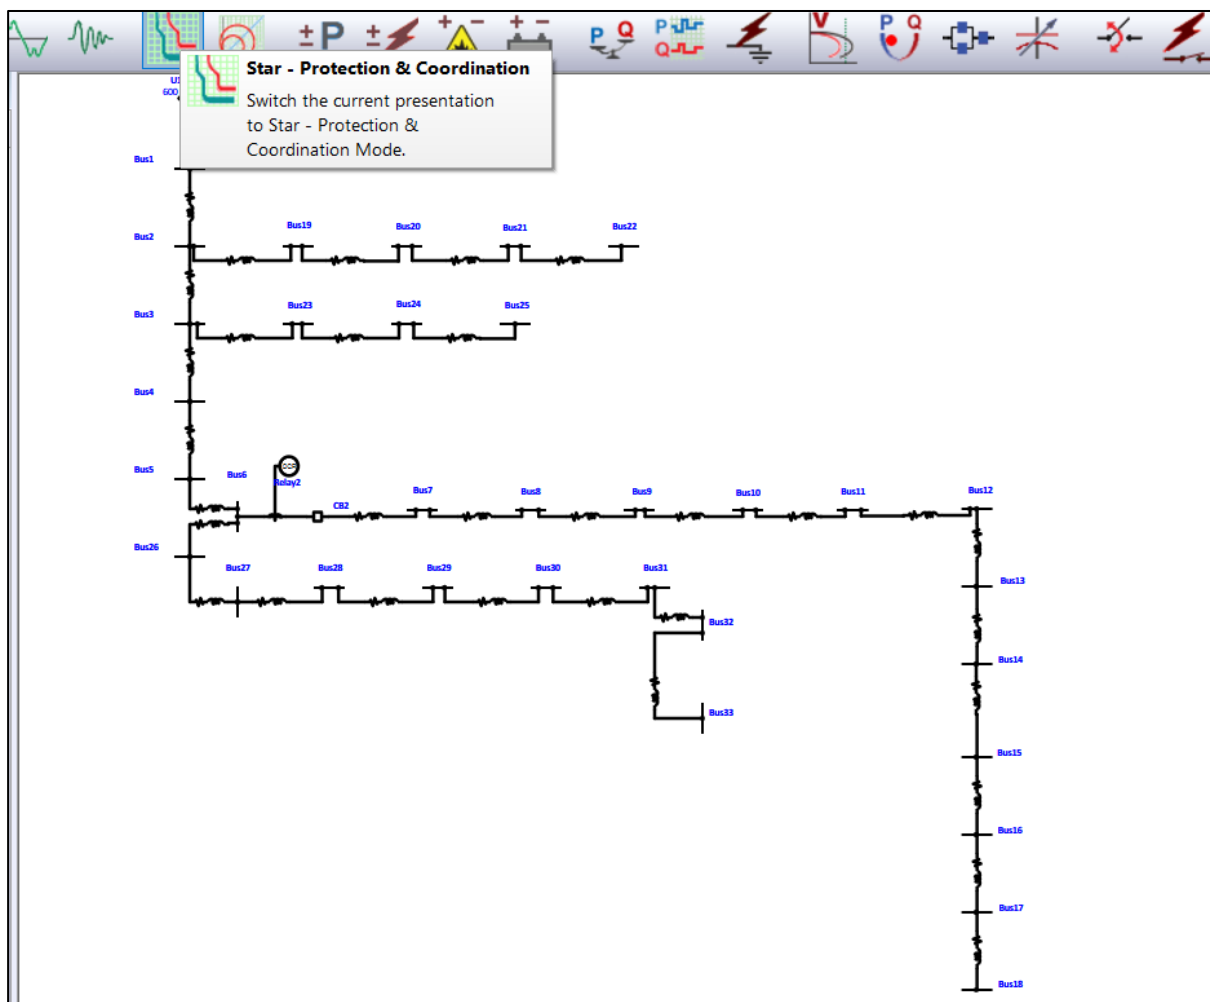 P
P Q
P
Q
V
P Q
Star - Protection & Coordination
Switch the current presentation
to Star - Protection &
Coordination Mode.
600
Bus1
Bus2
Bus19
Bus20
Bus21
Bus22
Bus3
Bus23
Bus24
Bus25
Bus4
Bus5
Bus6
Relay2
CB2
Bus7
Bus8
Bus9
Bus10
Bus11
Bus12
Bus26
Bus27
Bus28
Bus29
Bus30
Bus31
Bus13
Bus32
Bus14
Bus33
Bus15
Bus16
Bus17
Bus18